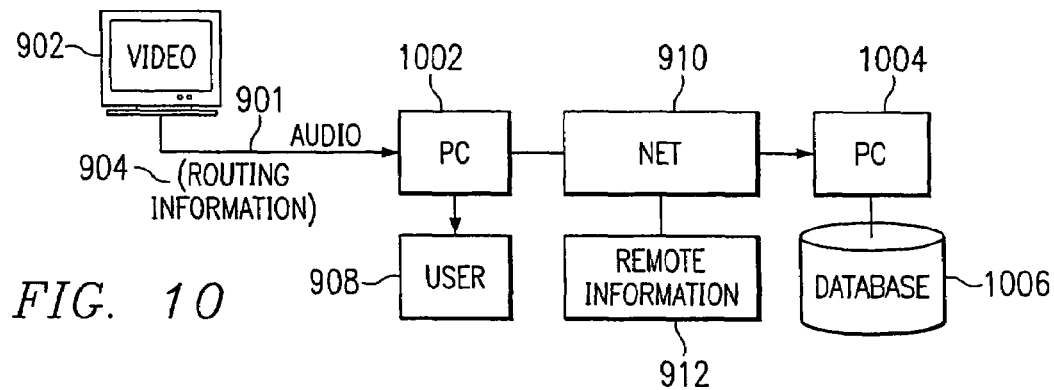 902
VIDEO
901
AUDIO
904
(ROUTING
INFORMATION)
1002
PC
910
NET
1004
PC
908
USER
REMOTE
INFORMATION
912
DATABASE
1006
FIG. 10